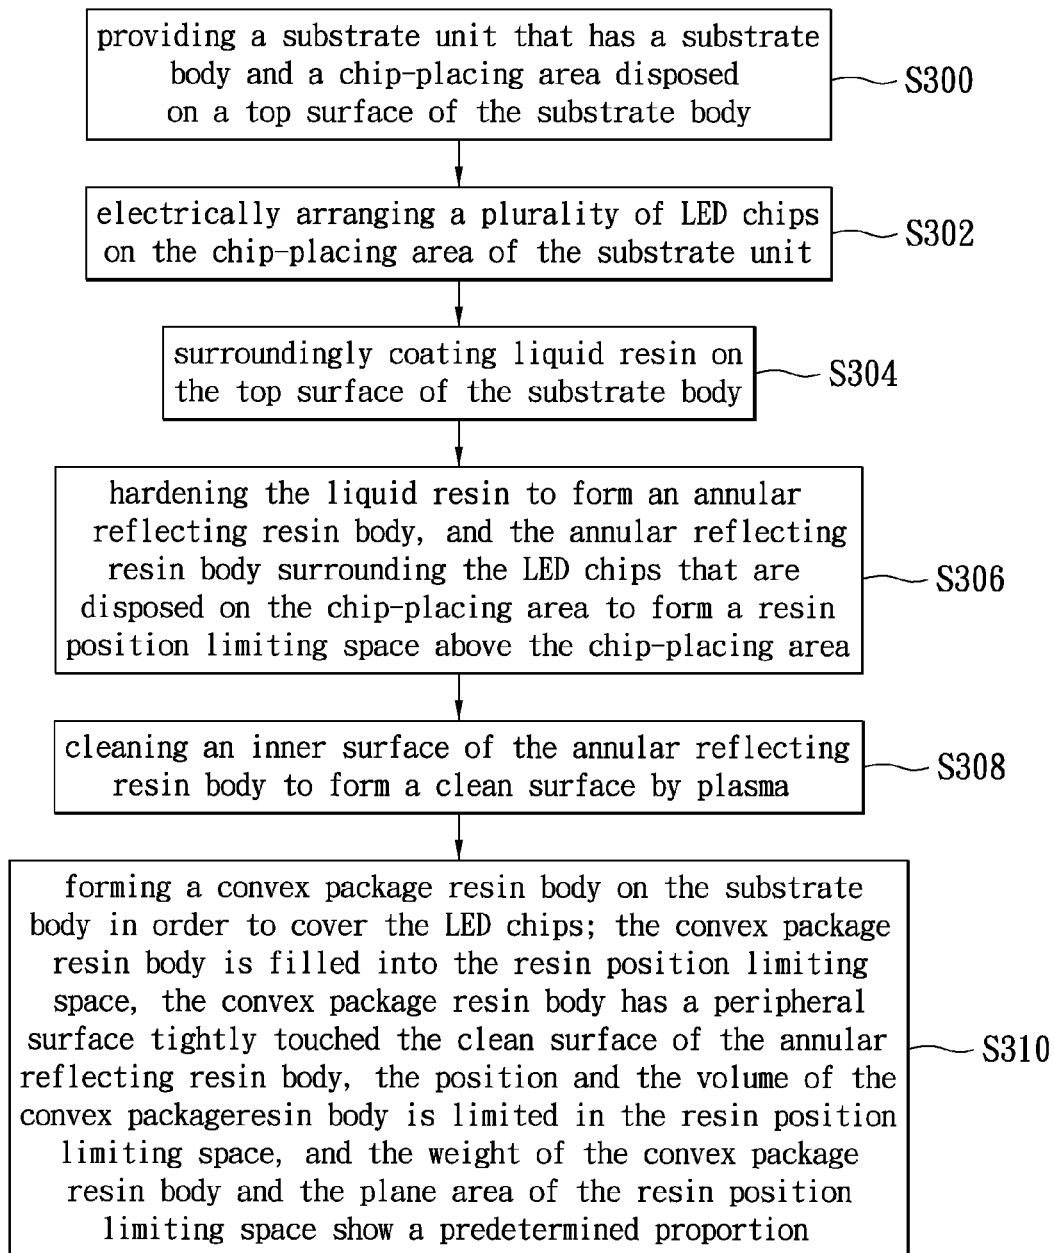 providing a substrate unit that has a substrate
body and a chip-placing area disposed
on a top surface of the substrate body
S300
electrically arranging a plurality of LED chips
on the chip-placing area of the substrate unit
S302
surroundingly coating liquid resin on
the top surface of the substrate body
S304
hardening the liquid resin to form an annular
reflecting resin body, and the annular reflecting
resin body surrounding the LED chips that are
disposed on the chip-placing area to form a resin
position limiting space above the chip-placing area
S306
cleaning an inner surface of the annular reflecting
resin body to form a clean surface by plasma
S308
forming a convex package resin body on the substrate
body in order to cover the LED chips; the convex package
resin body is filled into the resin position limiting
space, the convex package resin body has a peripheral
surface tightly touched the clean surface of the annular
reflecting resin body, the position and the volume of the
convex packageresin body is limited in the resin position
limiting space, and the weight of the convex package
resin body and the plane area of the resin position
limiting space show a predetermined proportion
S310